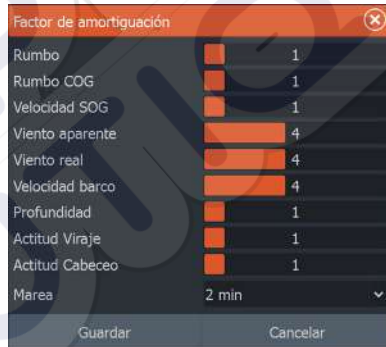 Factor de amortiguación
Rumbo 1
Rumbo COG 1
Velocidad SOG 1
Viento aparente 4
Viento real 4
Velocidad barco 4
Profundidad 1
Actitud Viraje 1
Actitud Cabeceo 1
Marea 2 min
Guardar Cancelar